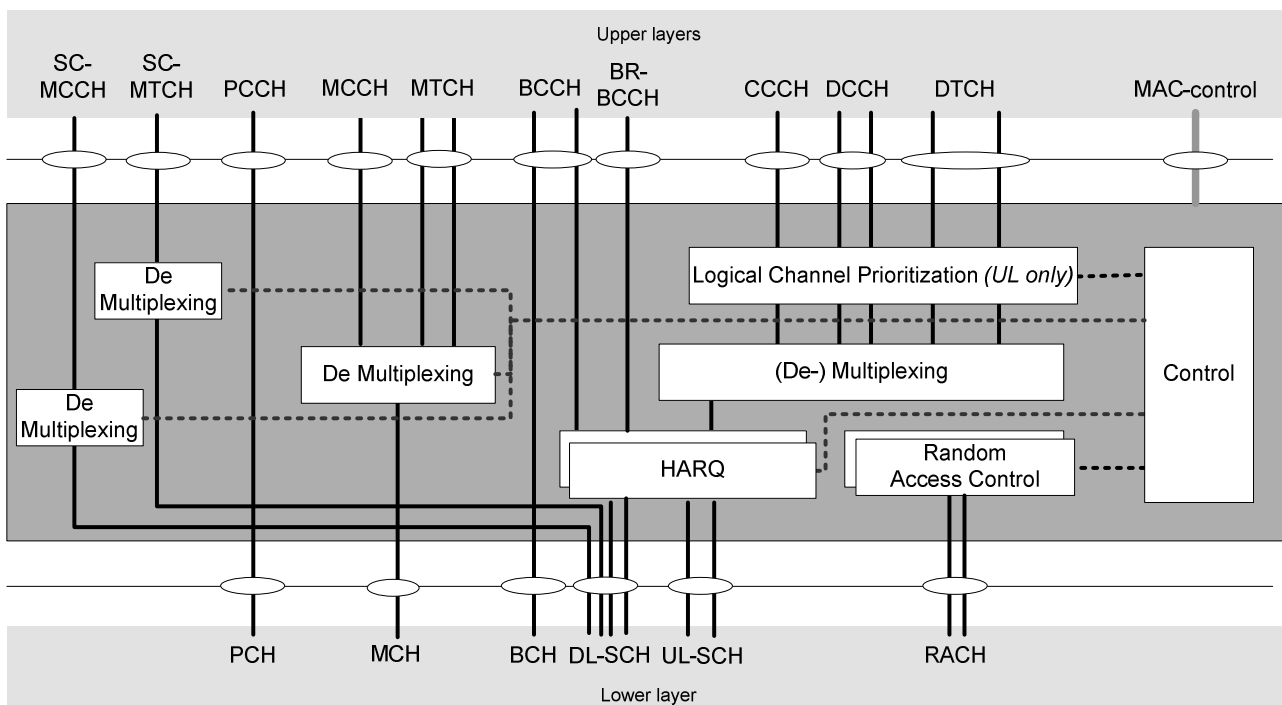 Upper layers
SC-
MCCH
SC-
MTCH
PCCH
MCCH
MTCH
BCCH
BR-
BCCH
CCCH
DCCH
DTCH
MAC-control
De
Multiplexing
Logical Channel Prioritization (UL only)
De Multiplexing
(De-) Multiplexing
Control
De
Multiplexing
HARQ
Random
Access Control
PCH
MCH
BCH
DL-SCH
UL-SCH
RACH
Lower layer